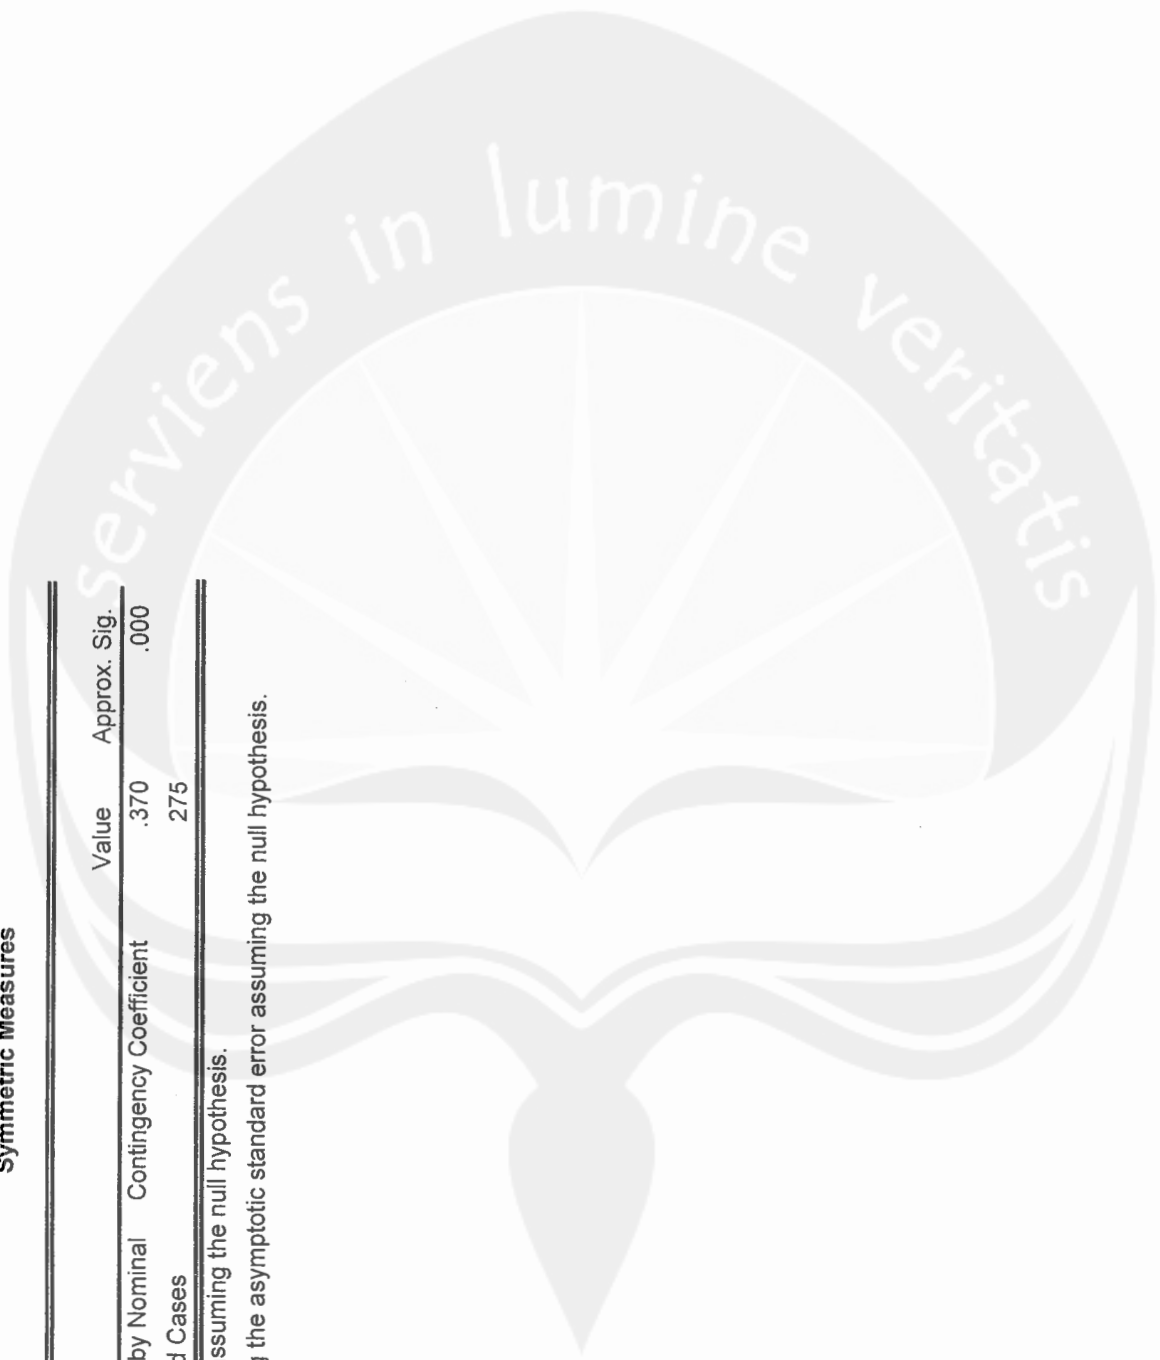 serviens in lumine veritatis
Symmetric Measures
Value Approx. Sig.
by Nominal Contingency Coefficient .370 .000
d Cases 275
ssuming the null hypothesis.
g the asymptotic standard error assuming the null hypothesis.